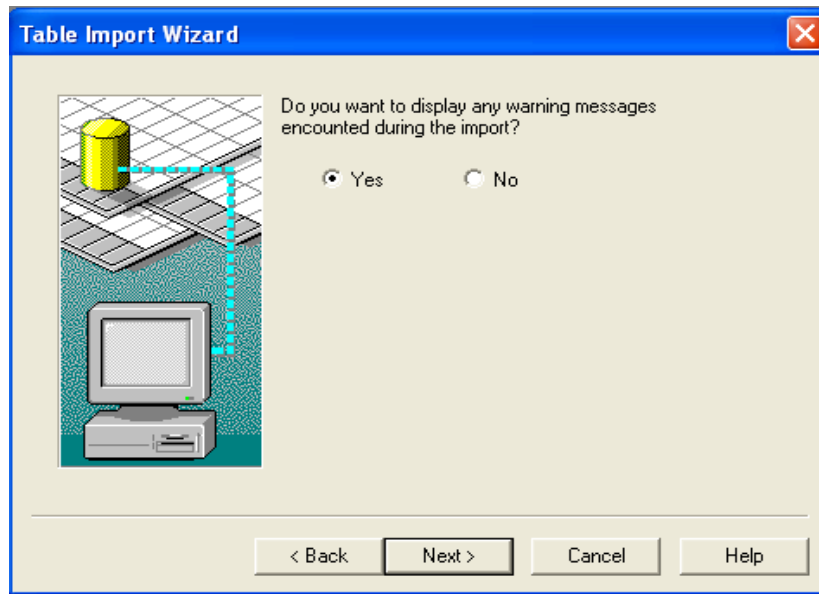 Table Import Wizard
Do you want to display any warning messages
encounted during the import?
Yes No
< Back Next > Cancel Help